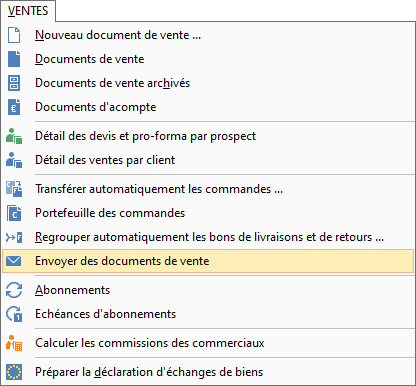 VENTES
Nouveau document de vente ...
Documents de vente
Documents de vente archivés
Documents d'acompte
Détail des devis et pro-forma par prospect
Détail des ventes par client
Transférer automatiquement les commandes ...
Portefeuille des commandes
Regrouper automatiquement les bons de livraisons et de retours ...
Envoyer des documents de vente
Abonnements
Echéances d'abonnements
Calculer les commissions des commerciaux
Préparer la déclaration d'échanges de biens